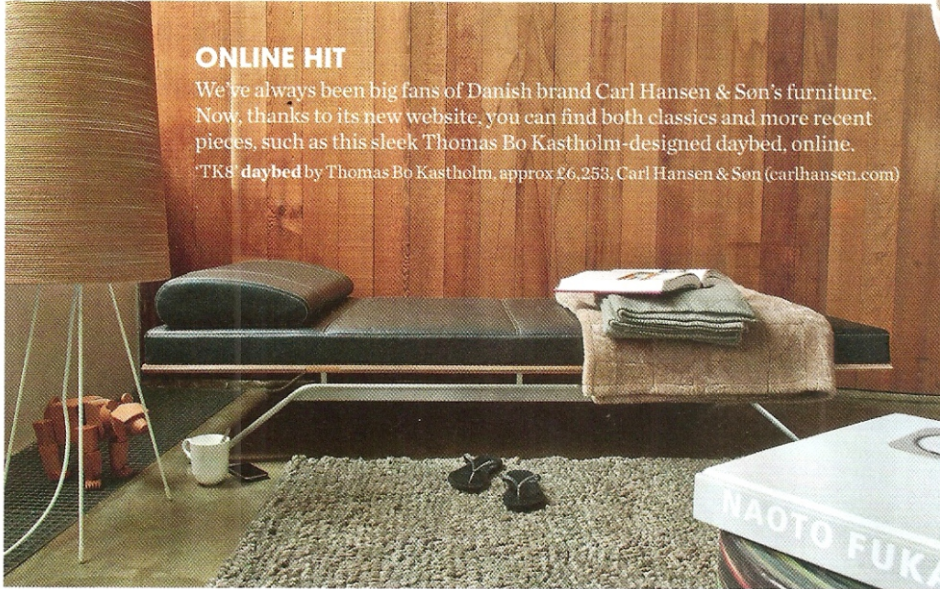 ONLINE HIT
We've always been big fans of Danish brand Carl Hansen & Søn's furniture.
Now, thanks to its new website, you can find both classics and more recent
pieces, such as this sleek Thomas Bo Kastholm-designed daybed, online.
'TK8' daybed by Thomas Bo Kastholm, approx £6,253, Carl Hansen & Søn (carlhansen.com)
NAOTO FUKA